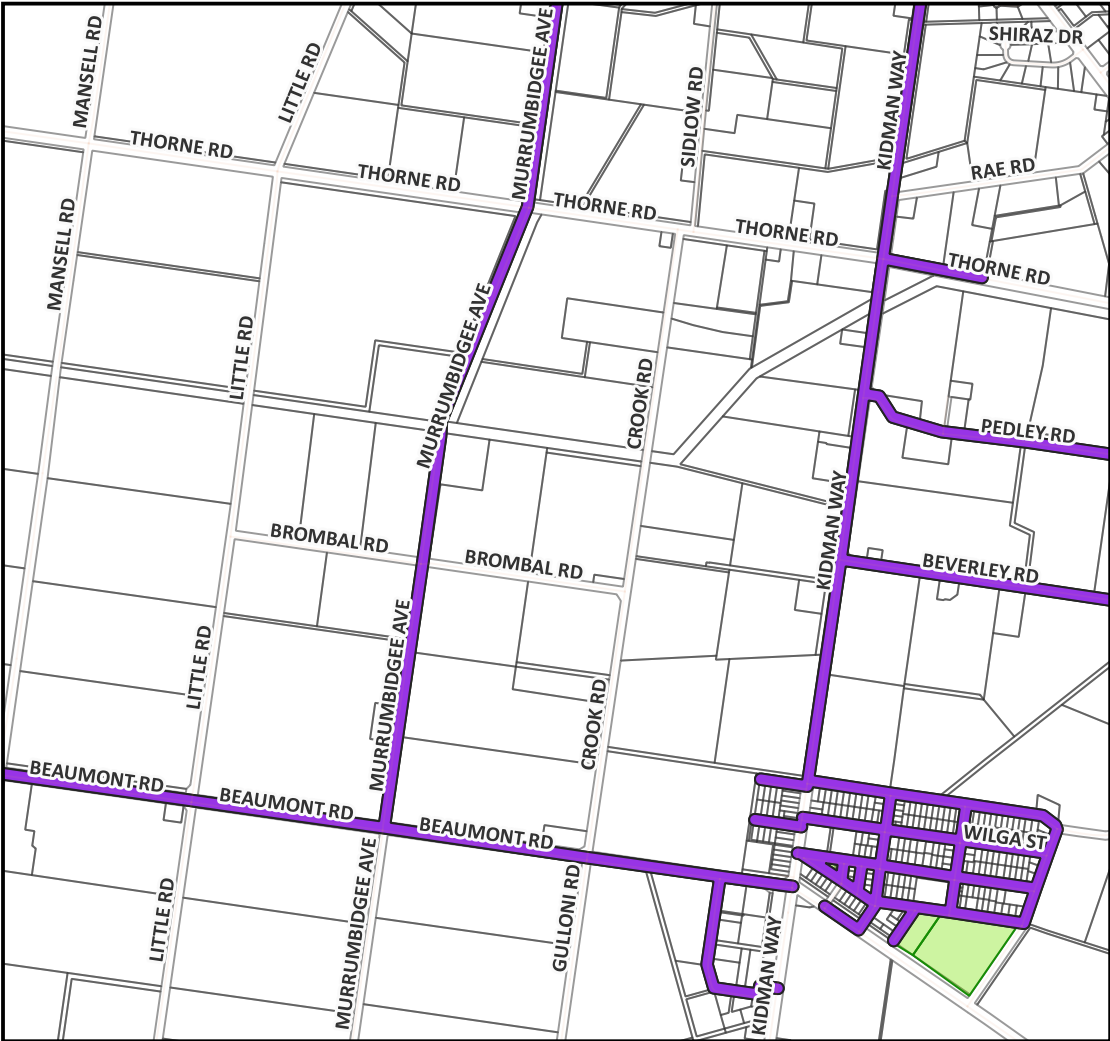 SHIRAZ DR
MANSELL RD
LITTLE RD
MURRUMBIDGEE AVE
SIDLOW RD
KIDMAN WAY
THORNE RD
THORNE RD
RAE RD
THORNE RD
THORNE RD
MANSELL RD
THORNE RD
LITTLE RD
MURRUMBIDGEE AVE
CROOK RD
PEDLEY RD
KIDMAN WAY
BROMBAL RD
BROMBAL RD
BEVERLEY RD
LITTLE RD
MURRUMBIDGEE AVE
CROOK RD
BEAUMONT RD
BEAUMONT RD
BEAUMONT RD
WILGA ST
LITTLE RD
MURRUMBIDGEE AVE
GULLONI RD
KIDMAN WAY